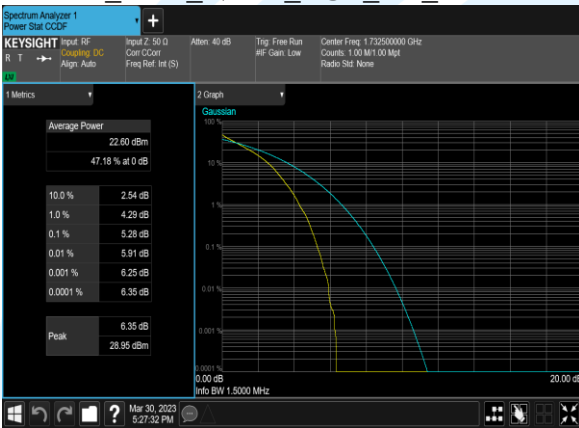 Spectrum Analyzer 1
Power Stat CCDF
+
KEYSIGHT
R T
LV
Input: RF
Coupling: DC
Align: Auto
Input Z: 50 Ω
Corr CCorr
Freq Ref: Int (S)
Atten: 40 dB
Trig: Free Run
#IF Gain: Low
Center Freq: 1.732500000 GHz
Counts: 1.00 M/1.00 Mpt
Radio Std: None
1 Metrics
Average Power
22.60 dBm
47.18 % at 0 dB
10.0 % 2.54 dB
1.0 % 4.29 dB
0.1 % 5.28 dB
0.01 % 5.91 dB
0.001 % 6.25 dB
0.0001 % 6.35 dB
Peak
6.35 dB
28.95 dBm
2 Graph
Gaussian
100 %
10 %
1 %
0.1 %
0.01 %
0.001 %
0.0001 %
0.00 dB 20.00 dB
Info BW 1.5000 MHz
?
Mar 30, 2023
5:27:32 PM